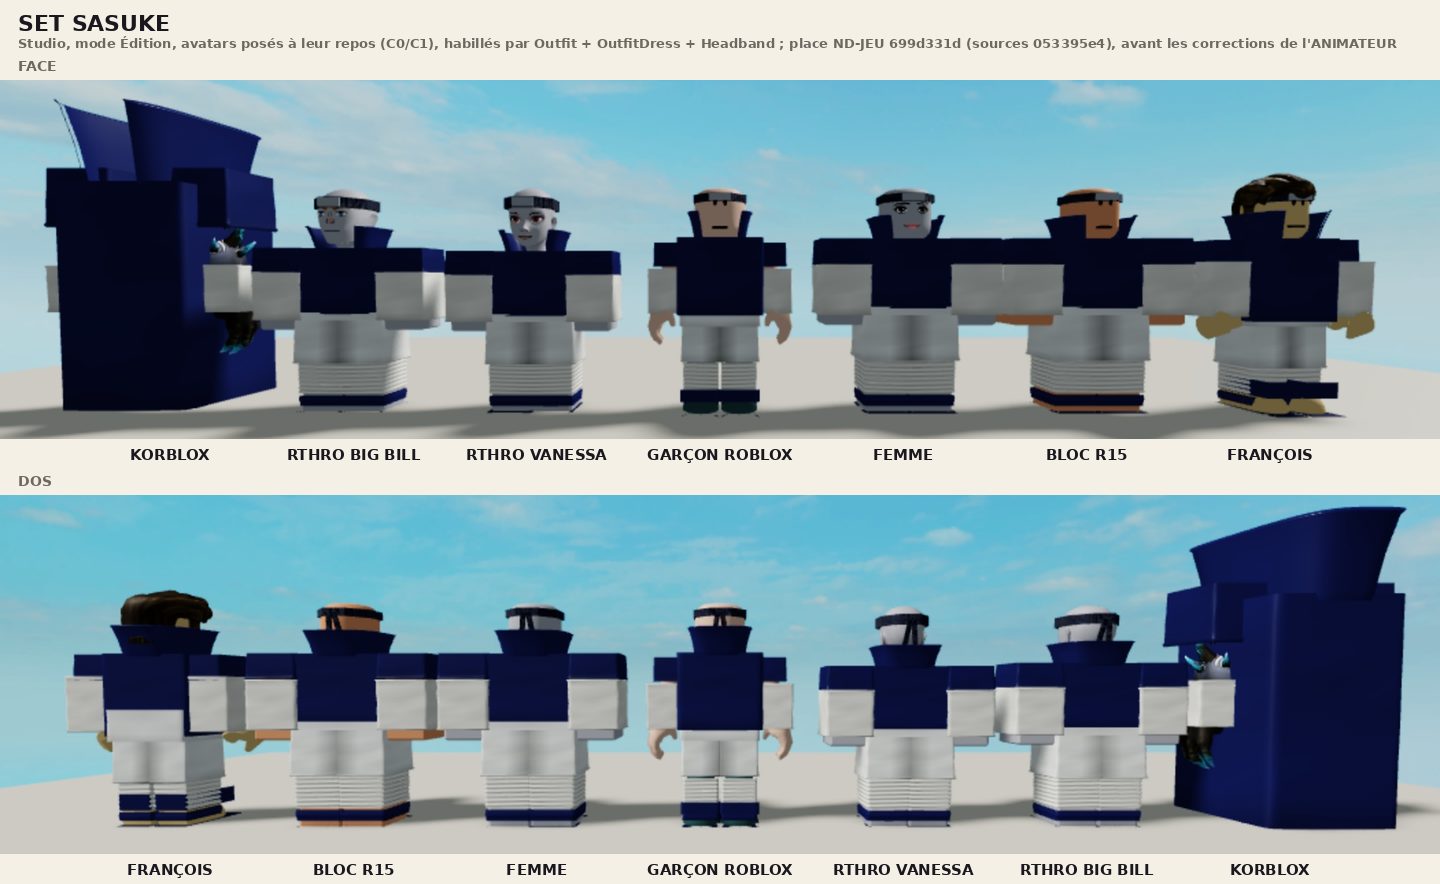 SET SASUKE
Studio, mode Édition, avatars posés à leur repos (C0/C1), habillés par Outfit + OutfitDress + Headband ; place ND-JEU 699d331d (sources 053395e4), avant les corrections de l'ANIMATEUR
FACE
KORBLOX RTHRO BIG BILL RTHRO VANESSA GARÇON ROBLOX FEMME BLOC R15 FRANÇOIS
DOS
FRANÇOIS BLOC R15 FEMME GARÇON ROBLOX RTHRO VANESSA RTHRO BIG BILL KORBLOX